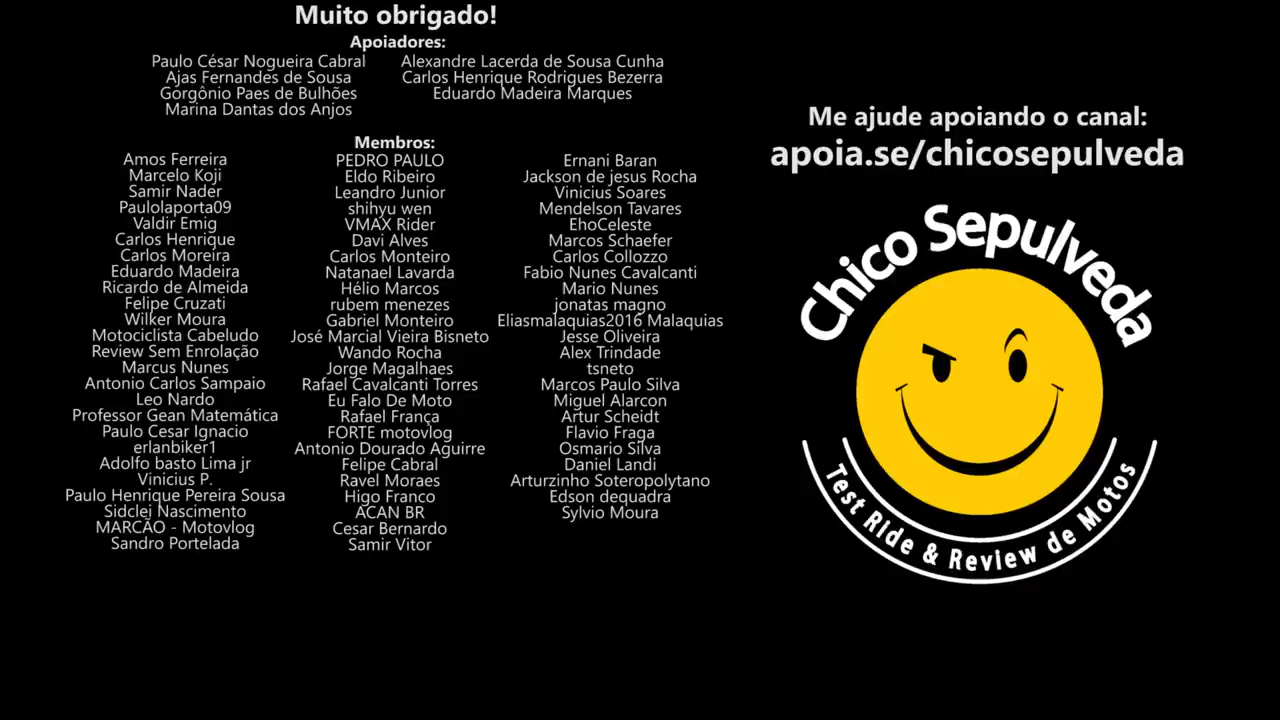 Muito obrigado!
Apoiadores:
Paulo César Nogueira Cabral
Ajas Fernandes de Sousa
Gorgônio Paes de Bulhões
Marina Dantas dos Anjos
Alexandre Lacerda de Sousa Cunha
Carlos Henrique Rodrigues Bezerra
Eduardo Madeira Marques
Membros:
Amos Ferreira
Marcelo Koji
Samir Nader
Paulolaporta09
Valdir Emig
Carlos Henrique
Carlos Moreira
Eduardo Madeira
Ricardo de Almeida
Felipe Cruzati
Wilker Moura
Motociclista Cabeludo
Review Sem Enrolação
Marcus Nunes
Antonio Carlos Sampaio
Leo Nardo
Professor Gean Matemática
Paulo Cesar Ignacio
erlanbiker1
Adolfo basto Lima jr
Vinicius P.
Paulo Henrique Pereira Sousa
Sidclei Nascimento
MARCÃO - Motovlog
Sandro Portelada
PEDRO PAULO
Eldo Ribeiro
Leandro Junior
shihyu wen
VMAX Rider
Davi Alves
Carlos Monteiro
Natanael Lavarda
Hélio Marcos
rubem menezes
Gabriel Monteiro
José Marcial Vieira Bisneto
Wando Rocha
Jorge Magalhaes
Rafael Cavalcanti Torres
Eu Falo De Moto
Rafael França
FORTE motovlog
Antonio Dourado Aguirre
Felipe Cabral
Ravel Moraes
Higo Franco
ACAN BR
Cesar Bernardo
Samir Vitor
Ernani Baran
Jackson de jesus Rocha
Vinicius Soares
Mendelson Tavares
EhoCeleste
Marcos Schaefer
Carlos Collozzo
Fabio Nunes Cavalcanti
Mario Nunes
jonatas magno
Eliasmalaquias2016 Malaquias
Jesse Oliveira
Alex Trindade
tsneto
Marcos Paulo Silva
Miguel Alarcon
Artur Scheidt
Flavio Fraga
Osmario Silva
Daniel Landi
Arturzinho Soteropolytano
Edson dequadra
Sylvio Moura
Me ajude apoiando o canal:
apoia.se/chicosepulveda
Chico Sepulveda
Test Ride & Review de Motos